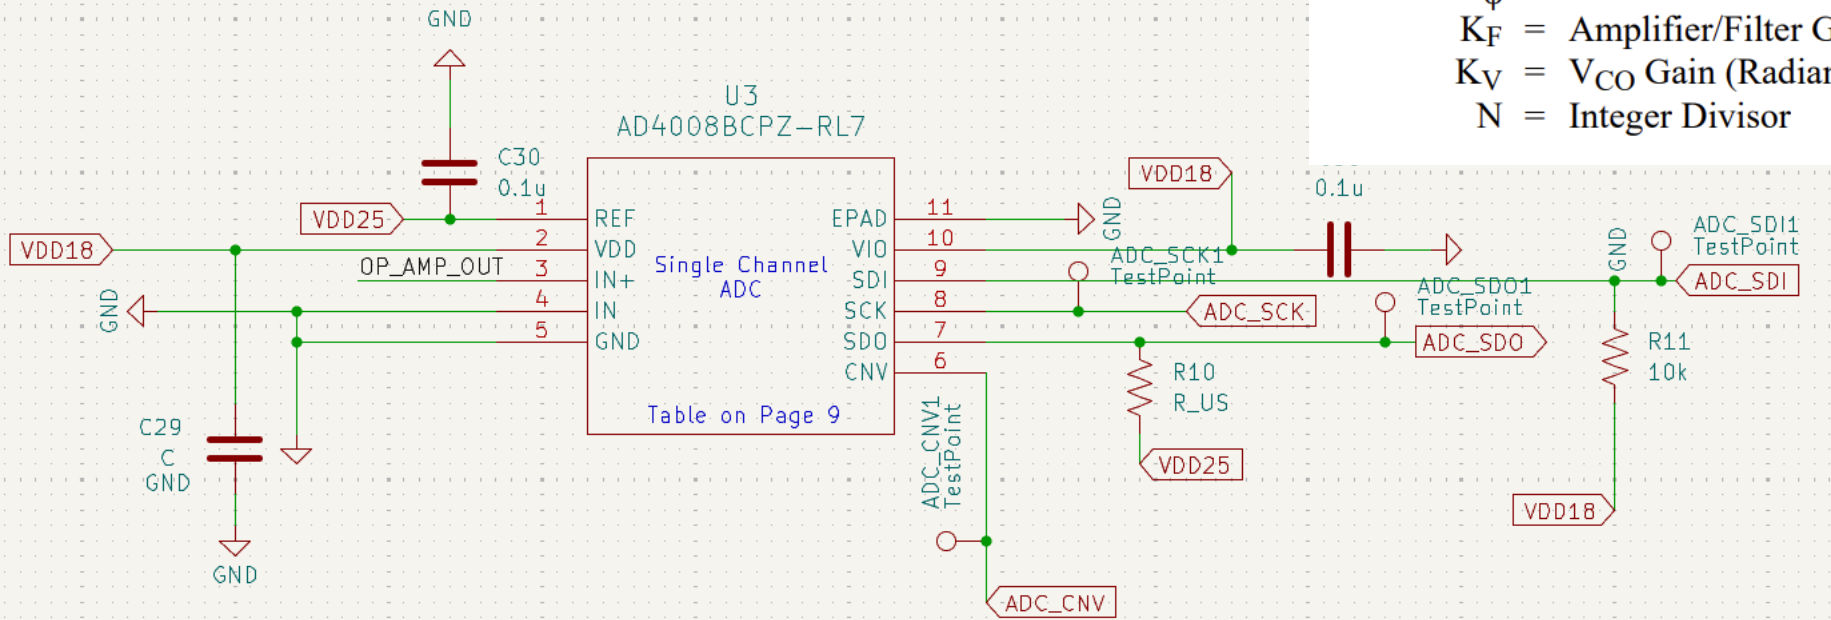 GND
φ
K_F = Amplifier/Filter G
K_V = V_CO Gain (Radian
N = Integer Divisor
U3
AD4008BCPZ-RL7
C30
0.1u
VDD25
VDD18
OP_AMP_OUT
GND
1 REF
2 VDD
3 IN+
4 IN
5 GND
Single Channel
ADC
Table on Page 9
EPAD 11
VIO 10
SDI 9
SCK 8
SDO 7
CNV 6
C29
C
GND
GND
VDD18
0.1u
GND
ADC_SCK1
TestPoint
ADC_SCK
ADC_SDO1
TestPoint
ADC_SDO
GND
ADC_SDI1
TestPoint
ADC_SDI
R10
R_US
VDD25
R11
10k
VDD18
ADC_CNV1
TestPoint
ADC_CNV